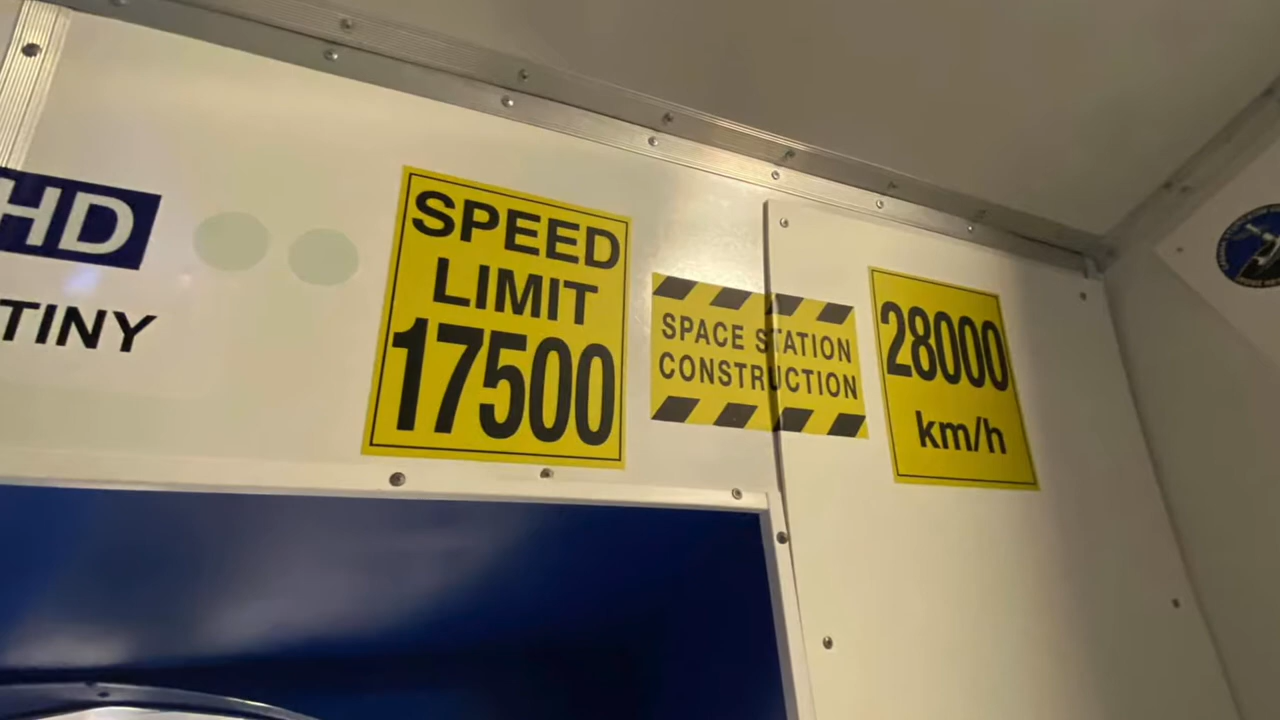 HD
TINY
SPEED
LIMIT
17500
SPACE STATION
CONSTRUCTION
28000
km/h